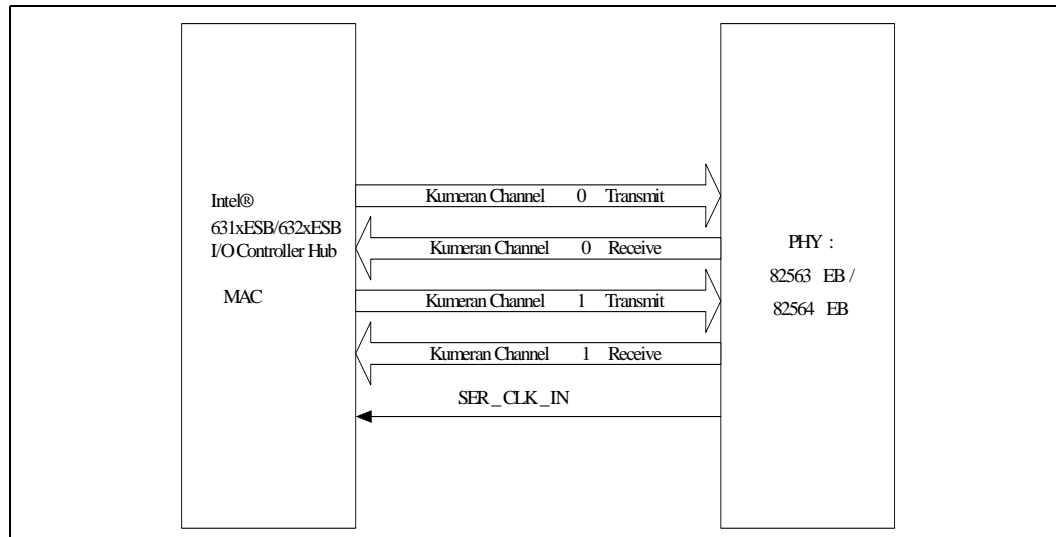 Intel®
631xESB/632xESB
I/O Controller Hub
MAC
Kumeran Channel 0 Transmit
Kumeran Channel 0 Receive
Kumeran Channel 1 Transmit
Kumeran Channel 1 Receive
SER_CLK_IN
PHY :
82563 EB /
82564 EB